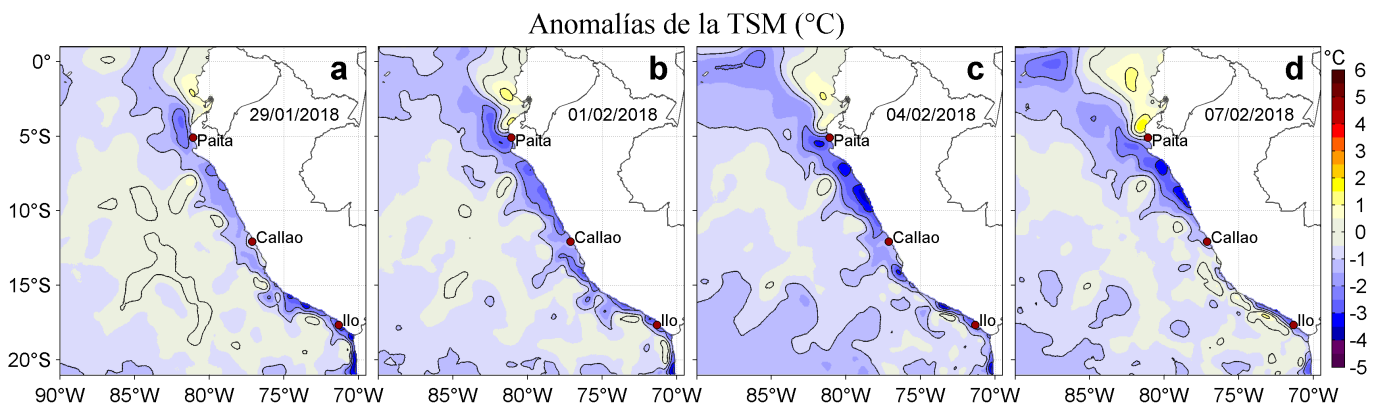 Anomalías de la TSM (°C)
a
b
c
d
29/01/2018
01/02/2018
04/02/2018
07/02/2018
Paita
Paita
Paita
Paita
Callao
Callao
Callao
Callao
Ilo
Ilo
Ilo
Ilo
0°
5°S
10°S
15°S
20°S
90°W 85°W 80°W 75°W 70°W
85°W 80°W 75°W 70°W
85°W 80°W 75°W 70°W
85°W 80°W 75°W 70°W
°C
6
5
4
3
2
1
0
-1
-2
-3
-4
-5